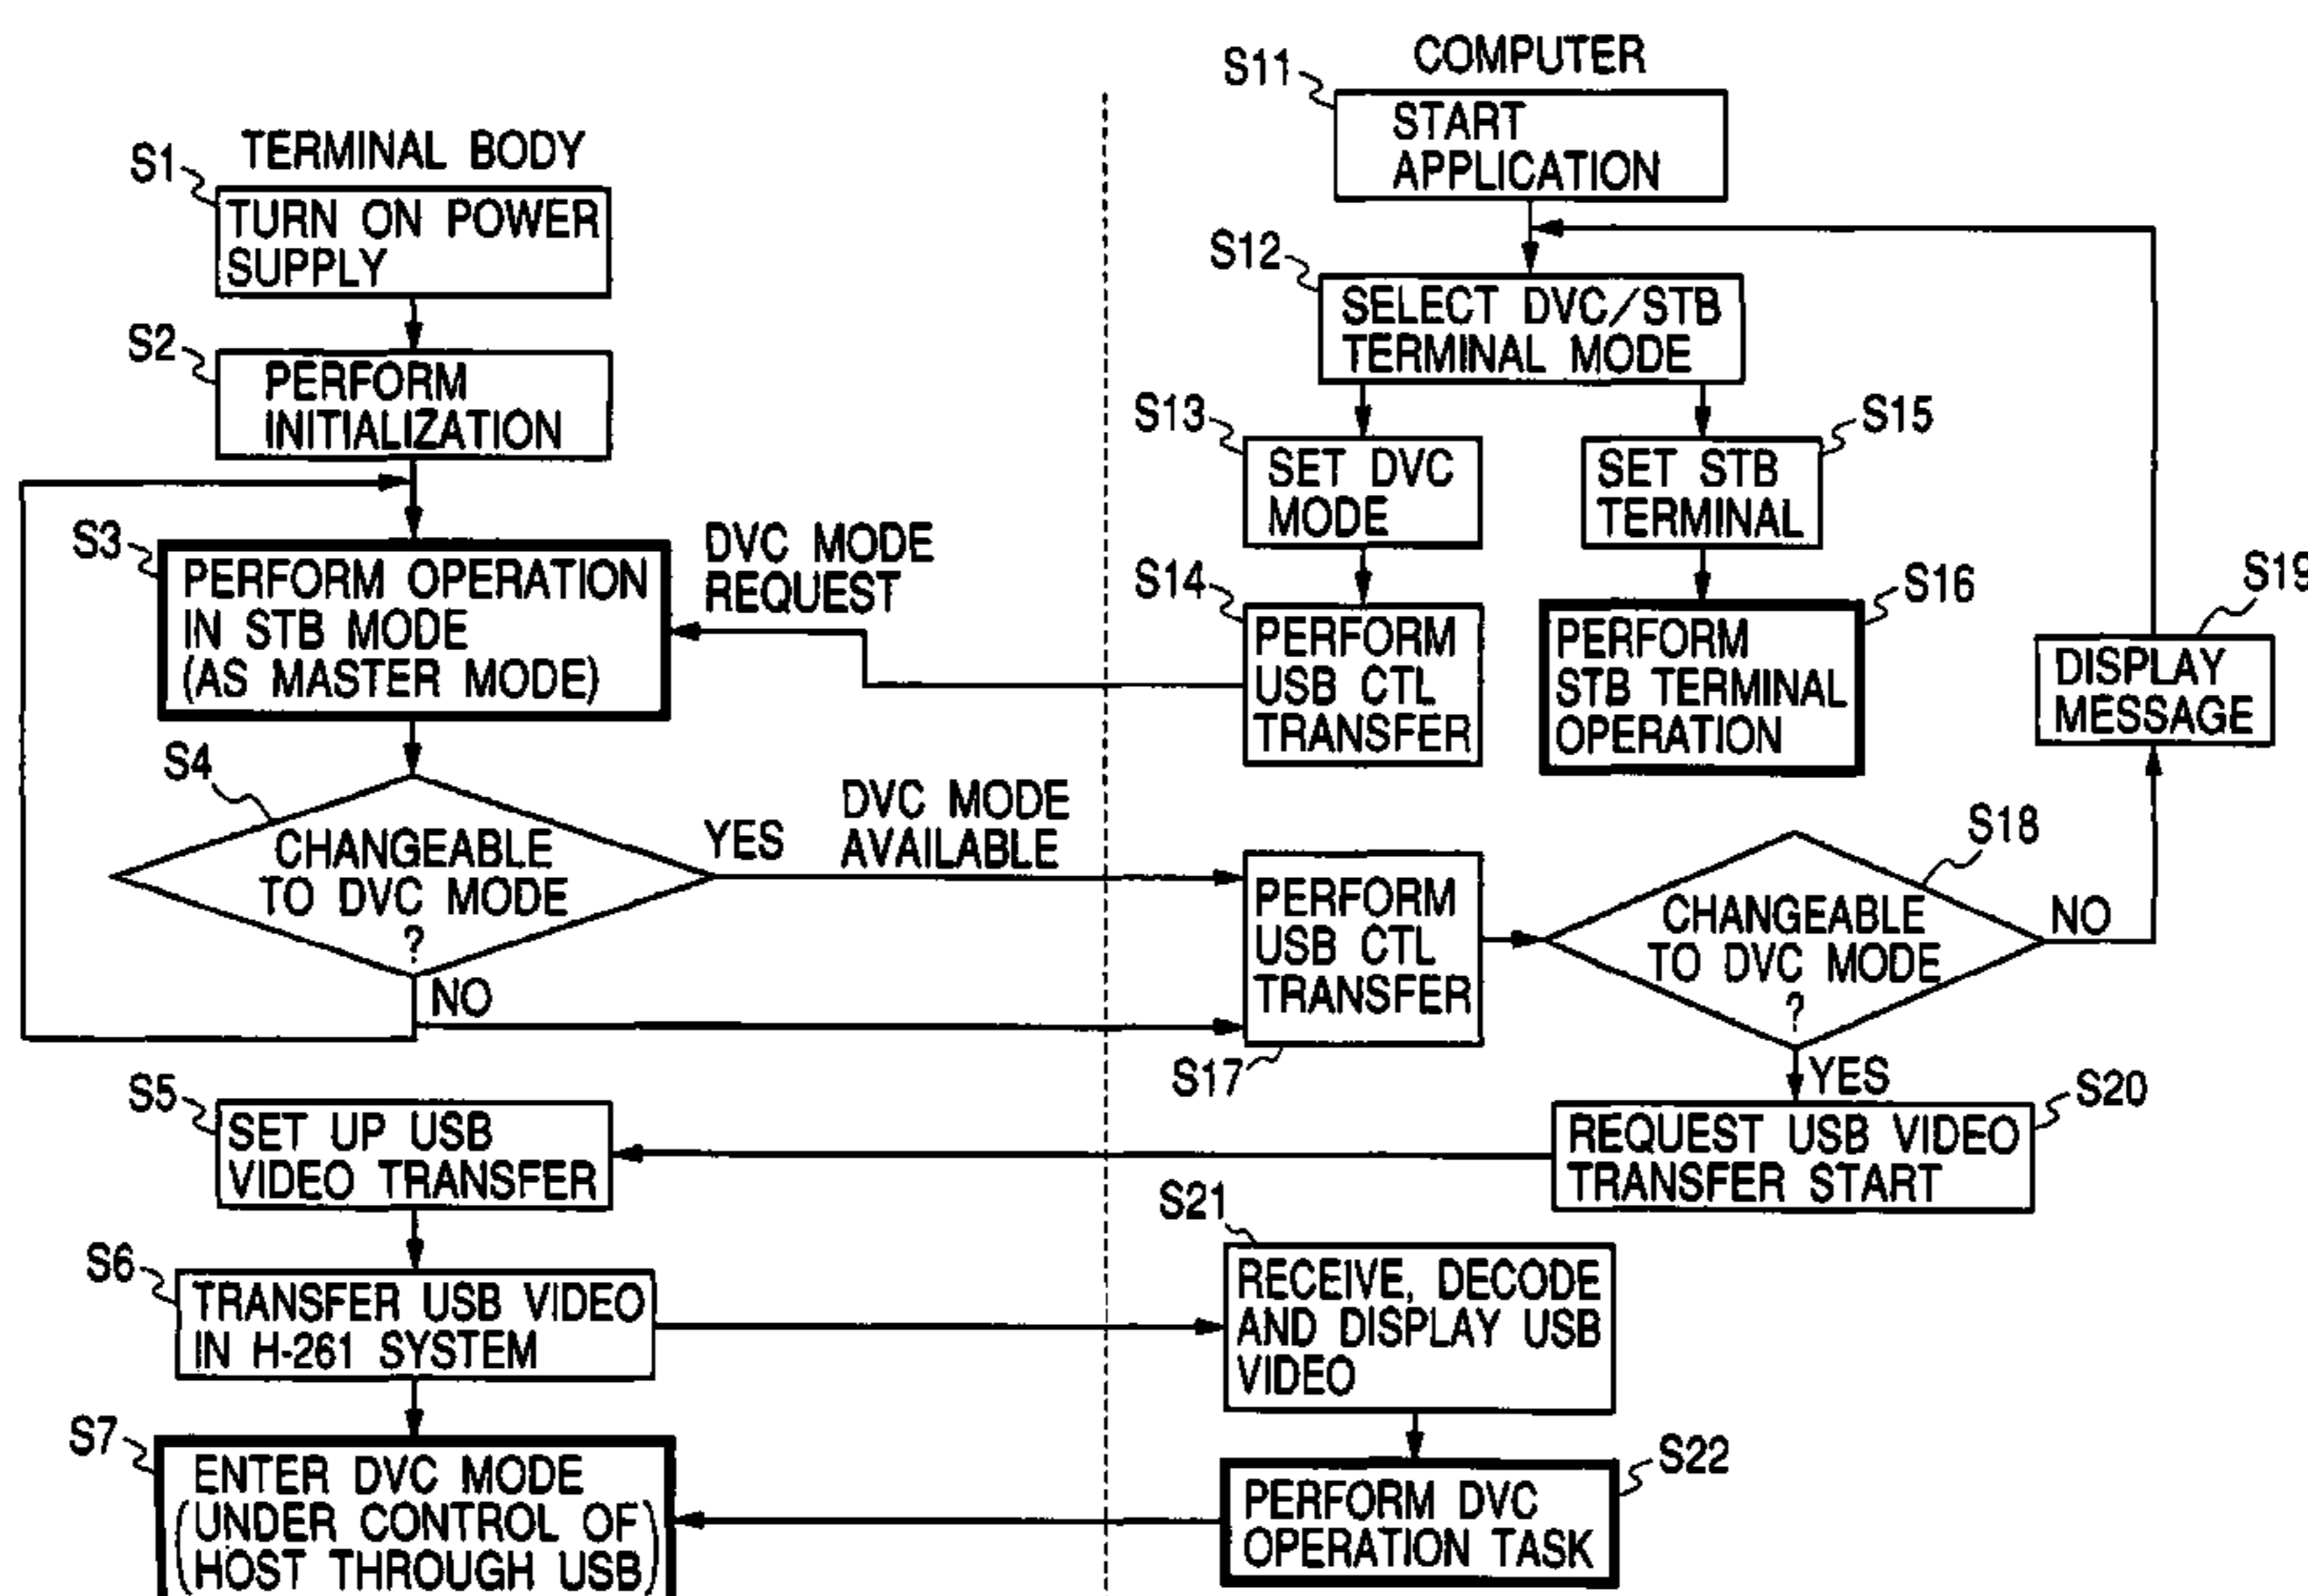 TERMINAL BODY
S1
TURN ON POWER
SUPPLY
S2
PERFORM
INITIALIZATION
S3
PERFORM OPERATION
IN STB MODE
(AS MASTER MODE)
DVC MODE
REQUEST
S4
CHANGEABLE
TO DVC MODE
?
YES
DVC MODE
AVAILABLE
NO
S5
SET UP USB
VIDEO TRANSFER
S6
TRANSFER USB VIDEO
IN H-261 SYSTEM
S7
ENTER DVC MODE
(UNDER CONTROL OF
HOST THROUGH USB)
COMPUTER
S11
START
APPLICATION
S12
SELECT DVC/STB
TERMINAL MODE
S13
SET DVC
MODE
S15
SET STB
TERMINAL
S14
PERFORM
USB CTL
TRANSFER
S16
PERFORM
STB TERMINAL
OPERATION
S19
DISPLAY
MESSAGE
S17
PERFORM
USB CTL
TRANSFER
S18
CHANGEABLE
TO DVC MODE
?
NO
YES
S20
REQUEST USB VIDEO
TRANSFER START
S21
RECEIVE, DECODE
AND DISPLAY USB
VIDEO
S22
PERFORM DVC
OPERATION TASK